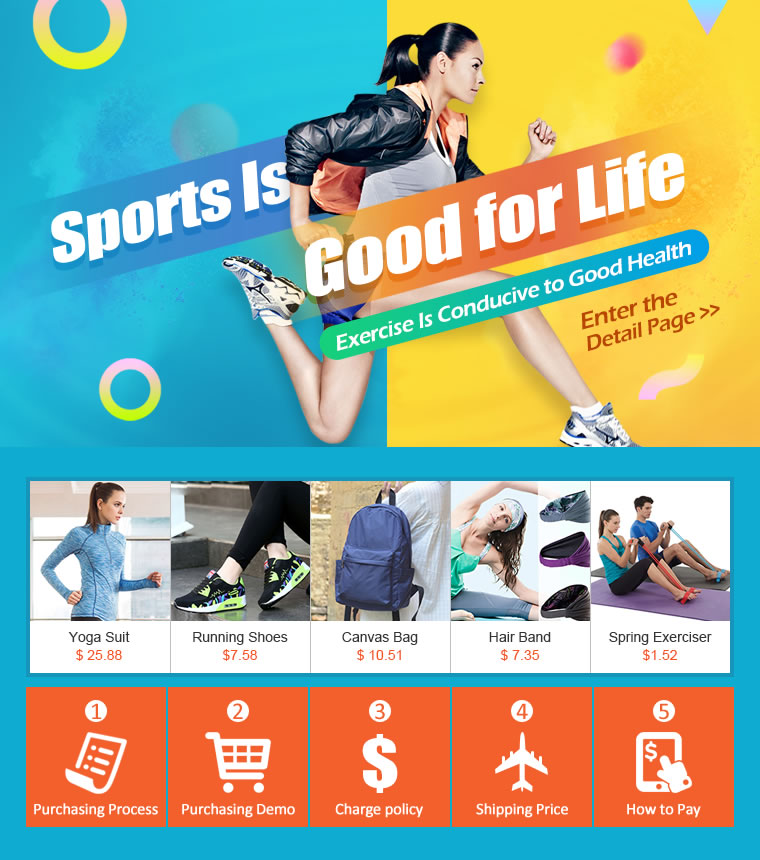 Sports Is
Good for Life
Exercise Is Conducive to Good Health
Enter the
Detail Page >>
Yoga Suit
$ 25.88
Running Shoes
$7.58
Canvas Bag
$ 10.51
Hair Band
$ 7.35
Spring Exerciser
$1.52
1
Purchasing Process
2
Purchasing Demo
3
$
Charge policy
4
Shipping Price
5
$
How to Pay